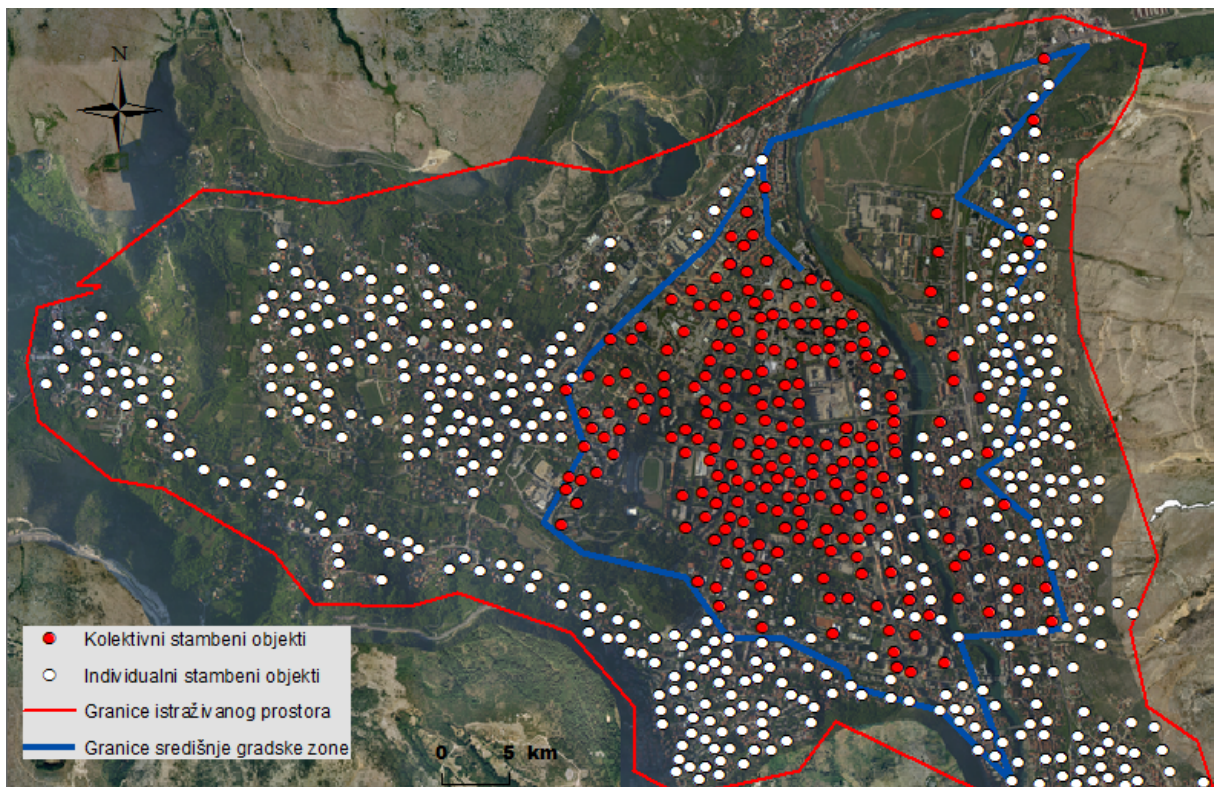 N
Kolektivni stambeni objekti
Individualni stambeni objekti
Granice istraživanog prostora
Granice središnje gradske zone
0 5 km